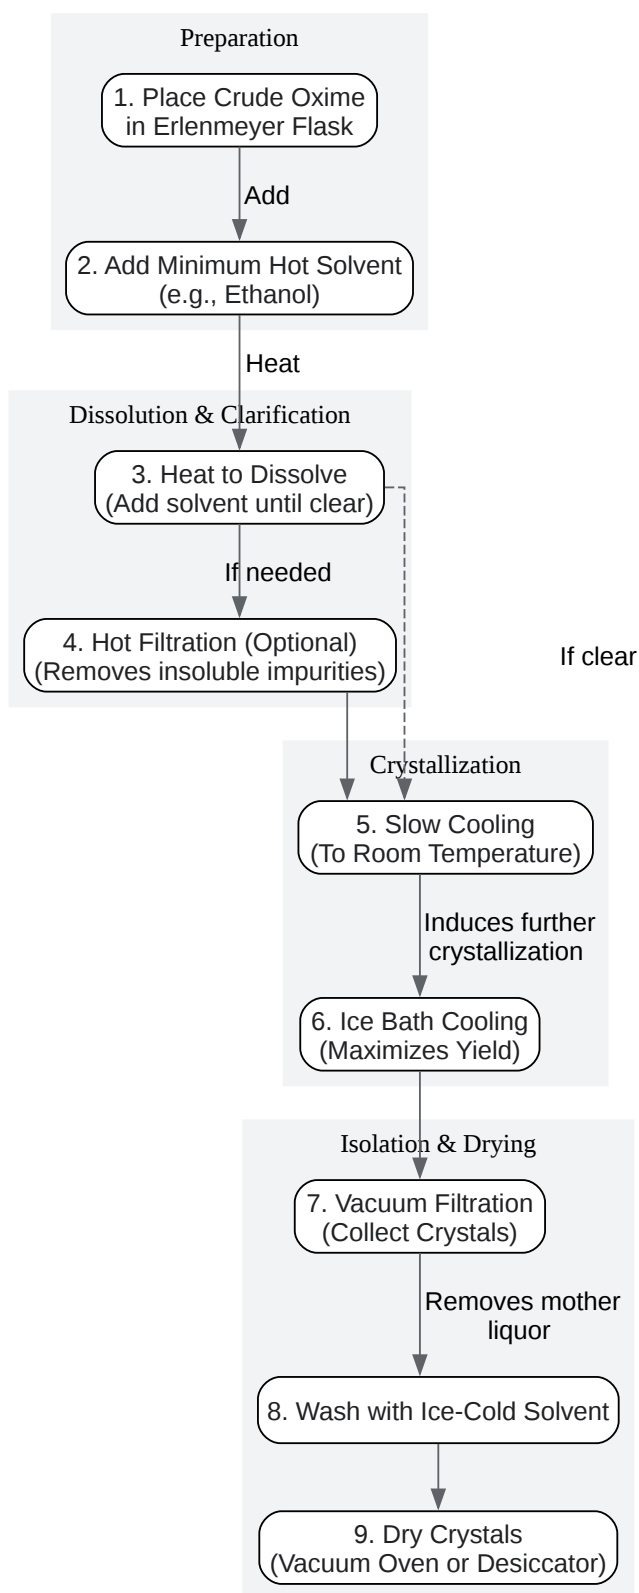 Preparation
1. Place Crude Oxime
in Erlenmeyer Flask
Add
2. Add Minimum Hot Solvent
(e.g., Ethanol)
Heat
Dissolution & Clarification
3. Heat to Dissolve
(Add solvent until clear)
If needed
4. Hot Filtration (Optional)
(Removes insoluble impurities)
If clear
Crystallization
5. Slow Cooling
(To Room Temperature)
Induces further
crystallization
6. Ice Bath Cooling
(Maximizes Yield)
Isolation & Drying
7. Vacuum Filtration
(Collect Crystals)
Removes mother
liquor
8. Wash with Ice-Cold Solvent
9. Dry Crystals
(Vacuum Oven or Desiccator)